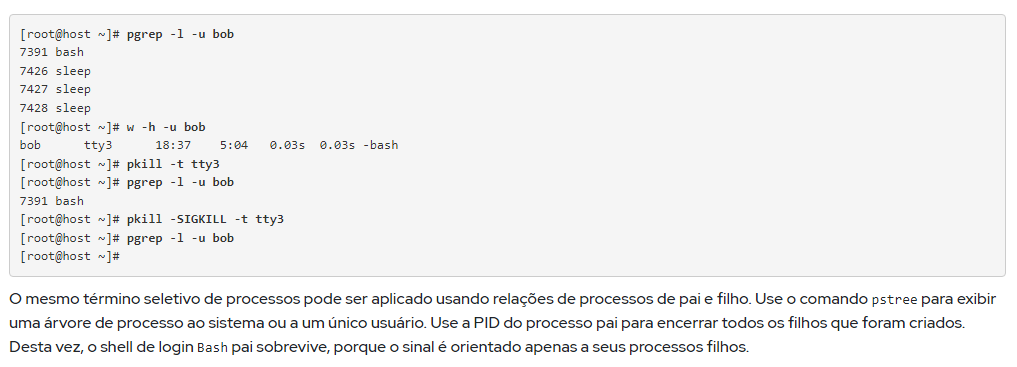 [root@host ~]# pgrep -l -u bob
7391 bash
7426 sleep
7427 sleep
7428 sleep
[root@host ~]# w -h -u bob
bob      tty3      18:37    5:04   0.03s  0.03s -bash
[root@host ~]# pkill -t tty3
[root@host ~]# pgrep -l -u bob
7391 bash
[root@host ~]# pkill -SIGKILL -t tty3
[root@host ~]# pgrep -l -u bob
[root@host ~]#
O mesmo término seletivo de processos pode ser aplicado usando relações de processos de pai e filho. Use o comando pstree para exibir
uma árvore de processo ao sistema ou a um único usuário. Use a PID do processo pai para encerrar todos os filhos que foram criados.
Desta vez, o shell de login Bash pai sobrevive, porque o sinal é orientado apenas a seus processos filhos.